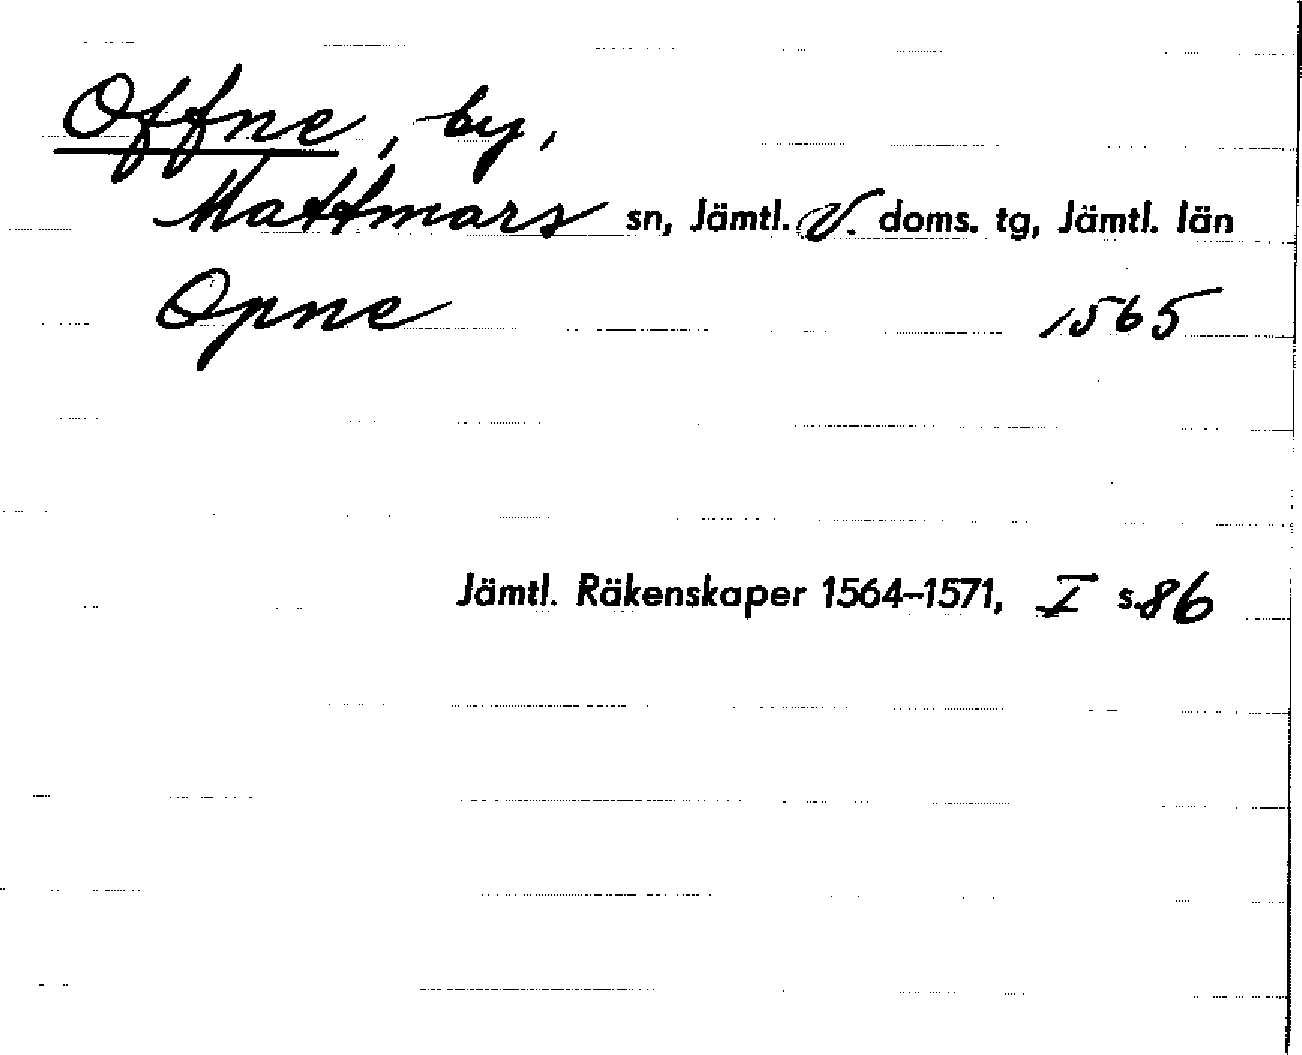 Offne, by,
Mattmars sn, Jämtl. V. doms. tg, Jämtl. län
Opne 1565
Jämtl. Räkenskaper 1564–1571, I s. 86